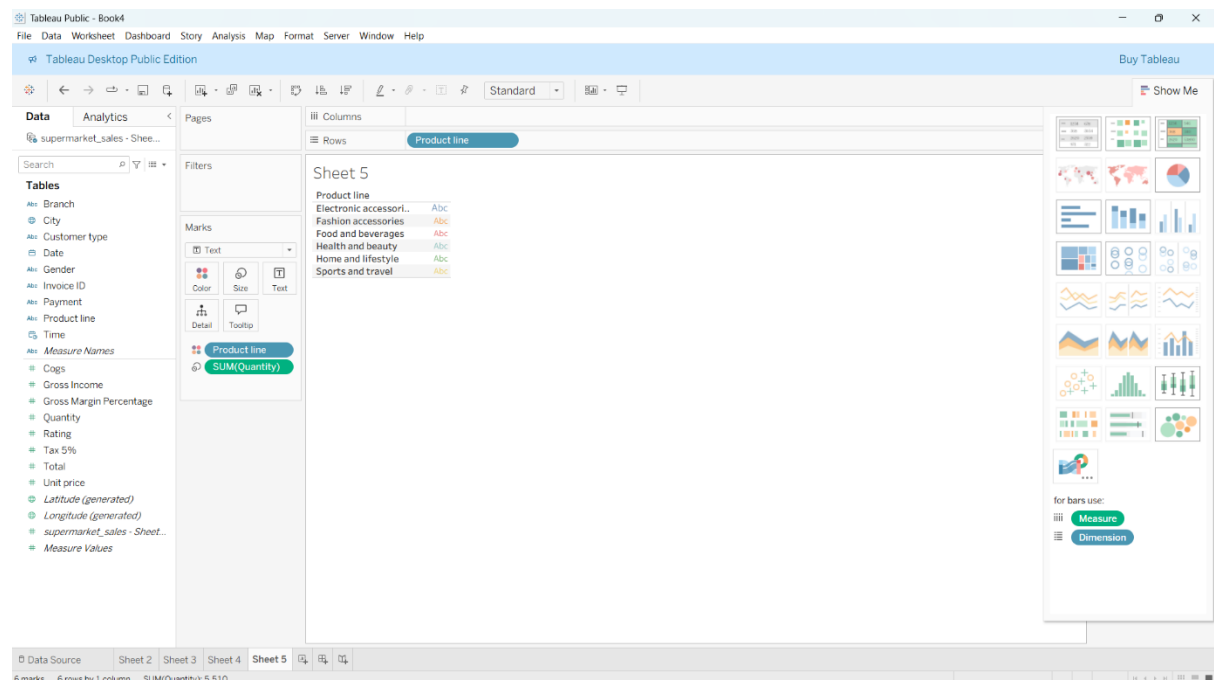 Tableau Public - Book4
File Data Worksheet Dashboard Story Analysis Map Format Server Window Help
Tableau Desktop Public Edition
Buy Tableau
Standard
Show Me
Data Analytics
supermarket_sales - Shee...
Search
Tables
Abc Branch
City
Abc Customer type
Date
Abc Gender
Abc Invoice ID
Abc Payment
Abc Product line
Time
Abc Measure Names
# Cogs
# Gross Income
# Gross Margin Percentage
# Quantity
# Rating
# Tax 5%
# Total
# Unit price
Latitude (generated)
Longitude (generated)
# supermarket_sales - Sheet...
# Measure Values
Pages
Filters
Marks
Text
Color Size Text
Detail Tooltip
Product line
SUM(Quantity)
Columns
Rows Product line
Sheet 5
Product line
Electronic accessori.. Abc
Fashion accessories Abc
Food and beverages Abc
Health and beauty Abc
Home and lifestyle Abc
Sports and travel Abc
for bars use:
Measure
Dimension
Data Source Sheet 2 Sheet 3 Sheet 4 Sheet 5
6 marks 6 rows by 1 column SUM(Quantity): 5,510